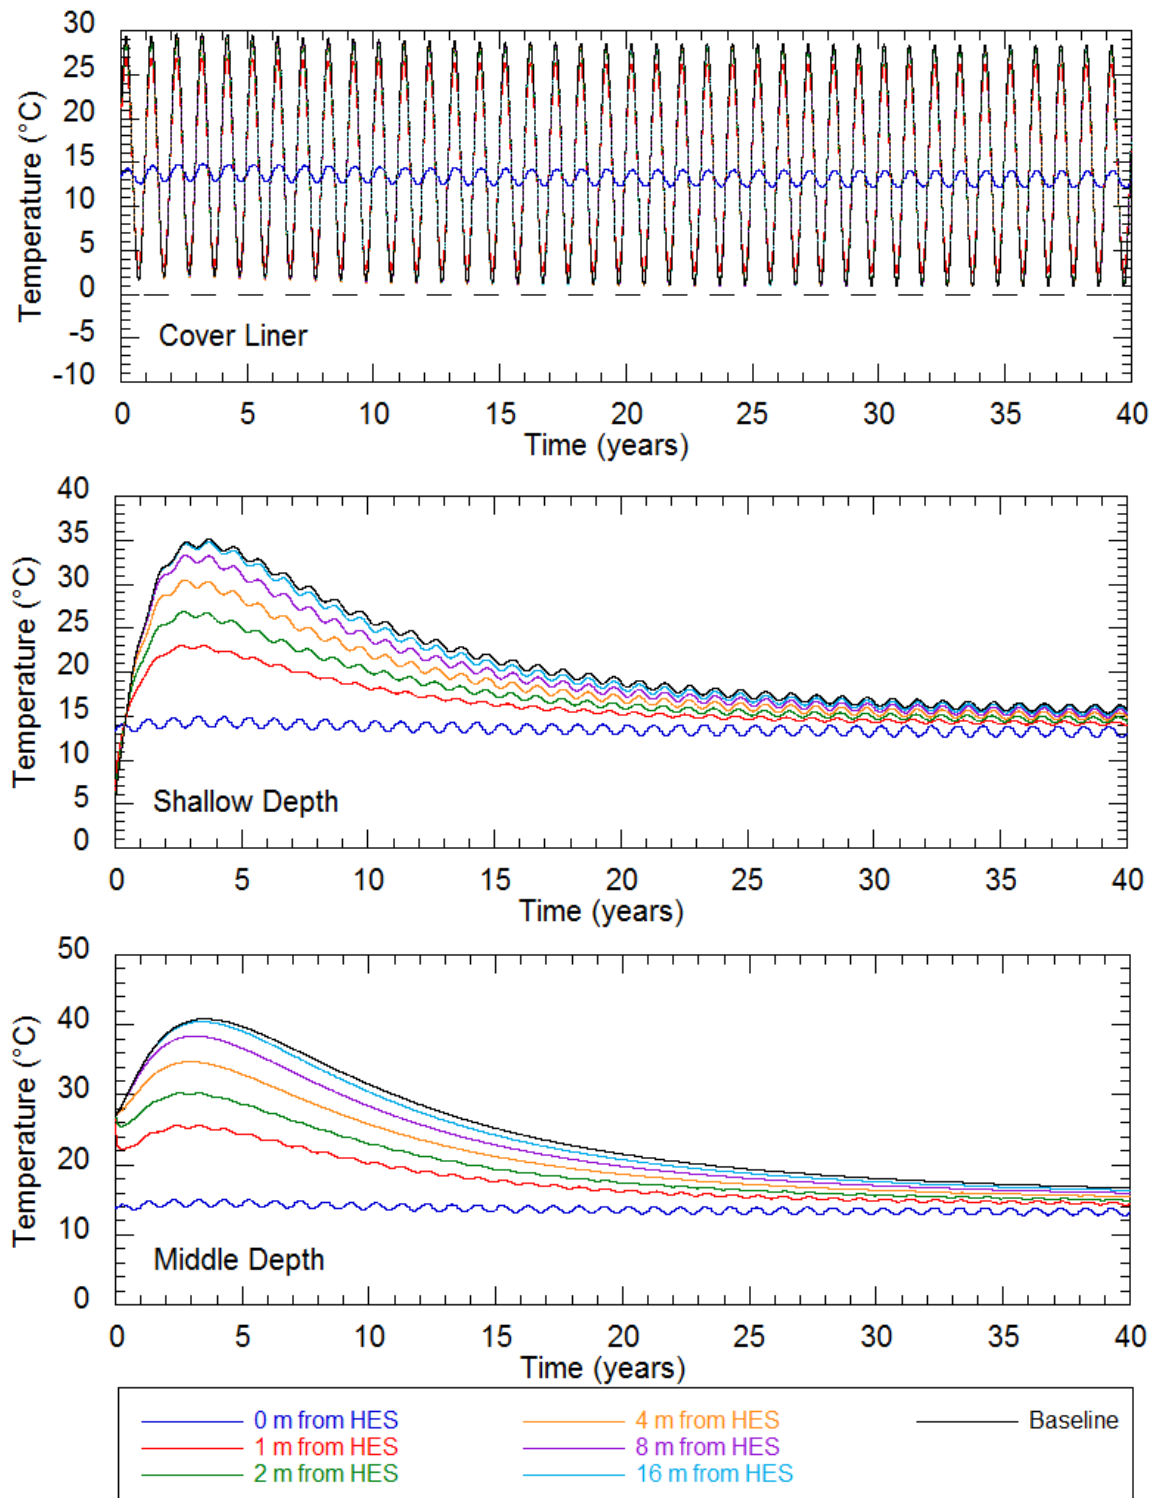 30
25
20
15
10
5
0
-5
-10
Temperature (°C)
Cover Liner
0 5 10 15 20 25 30 35 40
Time (years)
40
35
30
25
20
15
10
5
0
Temperature (°C)
Shallow Depth
0 5 10 15 20 25 30 35 40
Time (years)
50
40
30
20
10
0
Temperature (°C)
Middle Depth
0 5 10 15 20 25 30 35 40
Time (years)
0 m from HES 4 m from HES Baseline
1 m from HES 8 m from HES
2 m from HES 16 m from HES